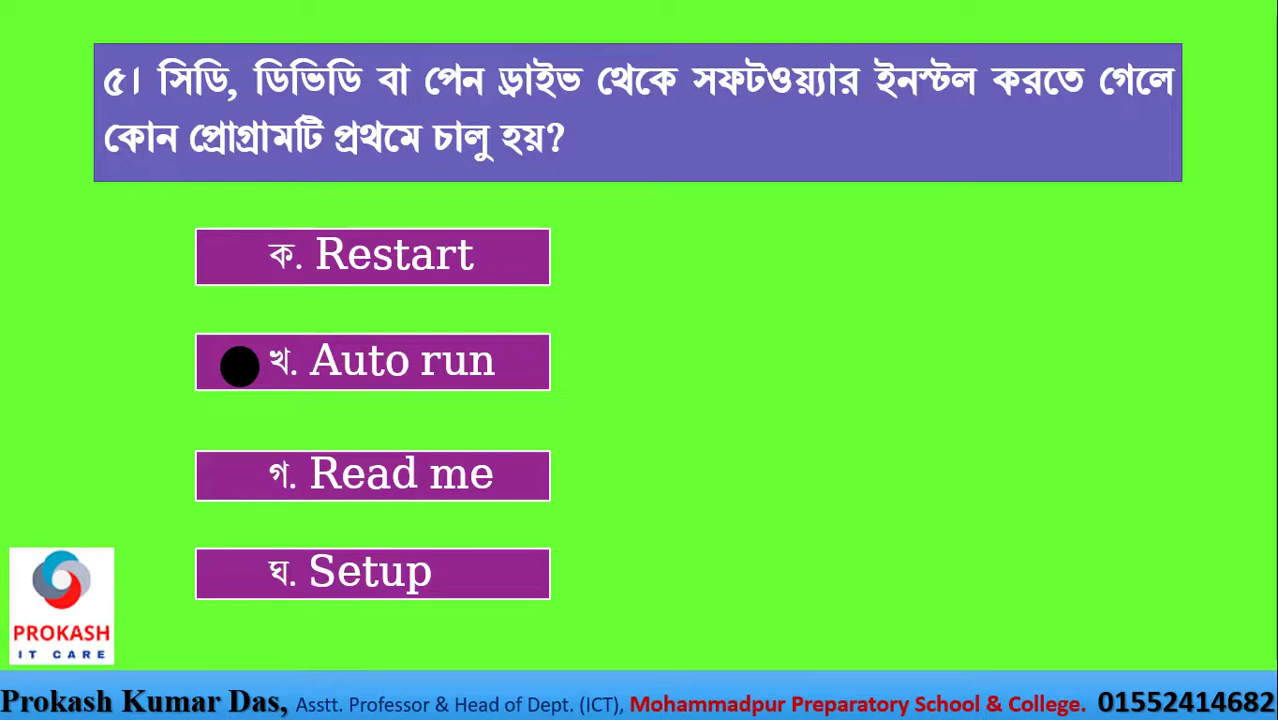 ৫। সিডি, ডিভিডি বা পেন ড্রাইভ থেকে সফটওয়্যার ইনস্টল করতে গেলে
কোন প্রোগ্রামটি প্রথমে চালু হয়?
ক. Restart
খ. Auto run
গ. Read me
ঘ. Setup
PROKASH
IT CARE
Prokash Kumar Das, Asstt. Professor & Head of Dept. (ICT), Mohammadpur Preparatory School & College. 01552414682